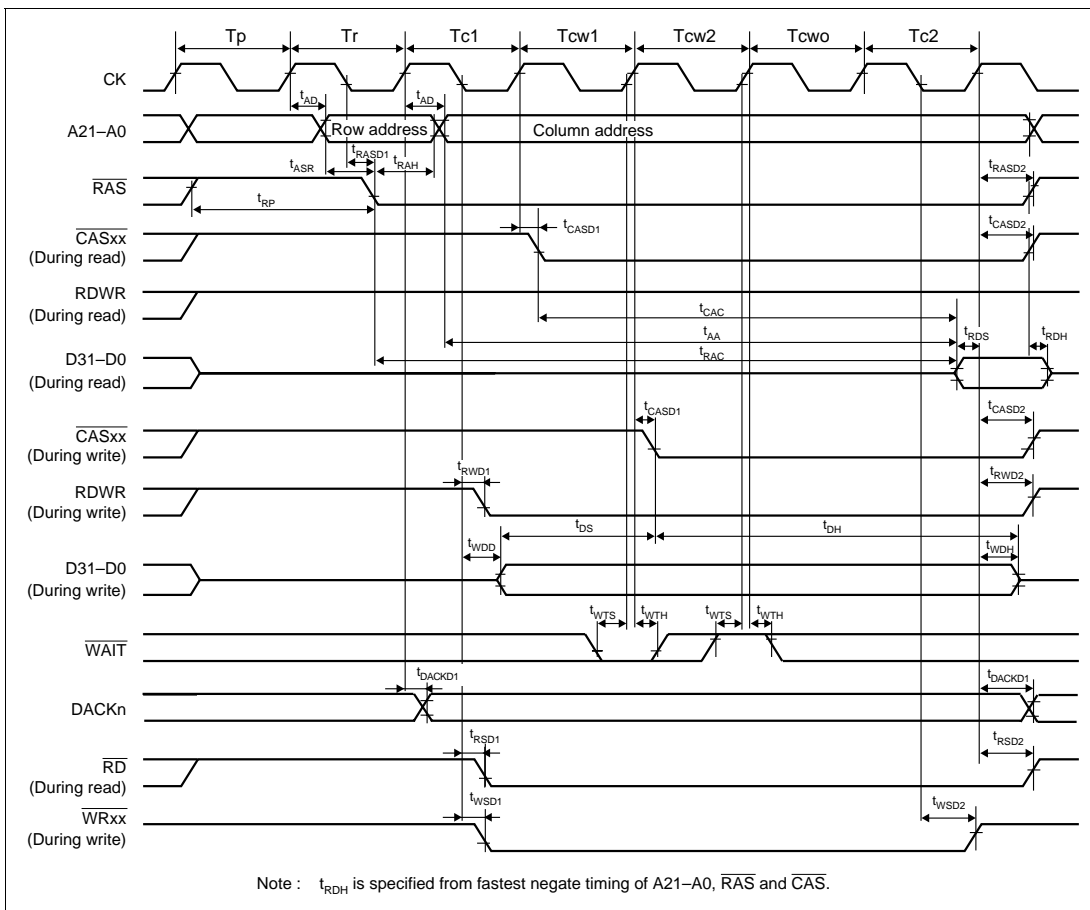 Tp Tr Tc1 Tcw1 Tcw2 Tcwo Tc2
CK
tAD tAD
A21–A0 Row address Column address
tRASD1
tASR tRAH
RAS tRASD2
tRP
CASxx tCASD1 tCASD2
(During read)
RDWR
(During read)
tCAC
tAA tRDS tRDH
D31–D0 tRAC
(During read)
tCASD1 tCASD2
CASxx
(During write)
tRWD1 tRWD2
RDWR
(During write)
tDS tDH
tWDD tWDH
D31–D0
(During write)
tWTS tWTH tWTS tWTH
WAIT
tDACKD1 tDACKD1
DACKn
tRSD1 tRSD2
RD
(During read)
tWSD1 tWSD2
WRxx
(During write)
Note : tRDH is specified from fastest negate timing of A21–A0, RAS and CAS.